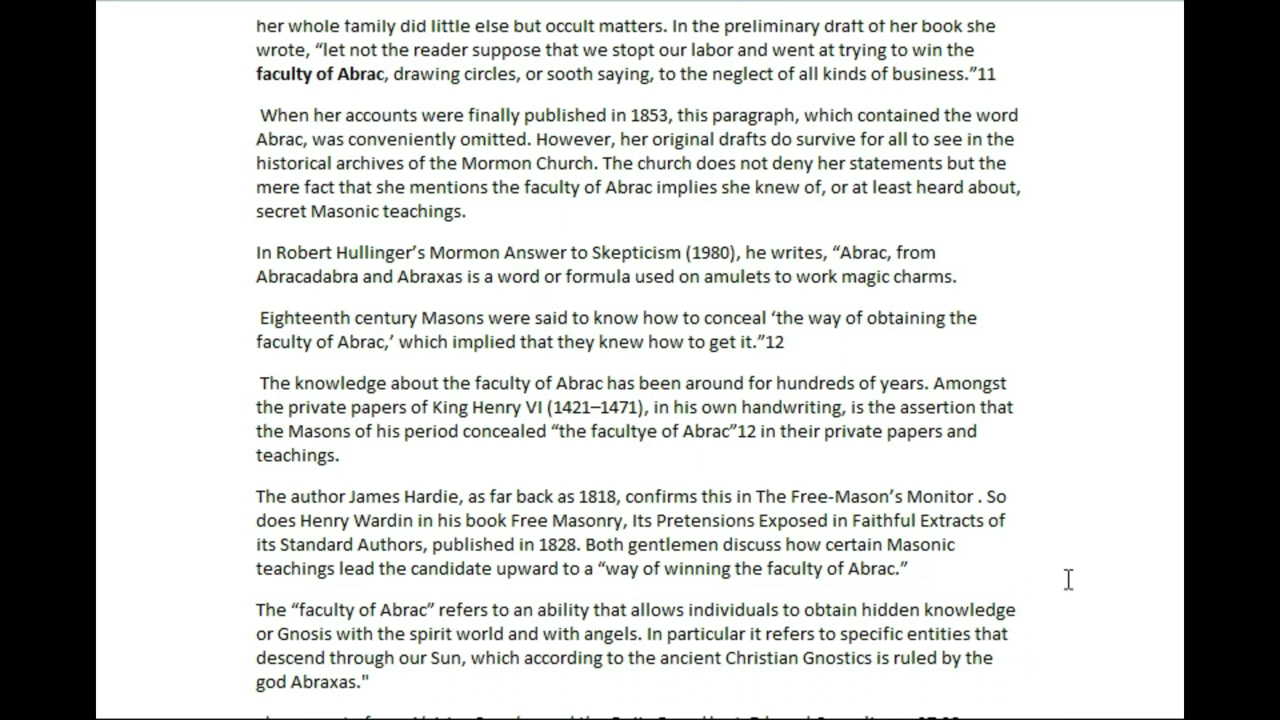 her whole family did little else but occult matters. In the preliminary draft of her book she
wrote, “let not the reader suppose that we stopt our labor and went at trying to win the
faculty of Abrac, drawing circles, or sooth saying, to the neglect of all kinds of business.”11
When her accounts were finally published in 1853, this paragraph, which contained the word
Abrac, was conveniently omitted. However, her original drafts do survive for all to see in the
historical archives of the Mormon Church. The church does not deny her statements but the
mere fact that she mentions the faculty of Abrac implies she knew of, or at least heard about,
secret Masonic teachings.
In Robert Hullinger’s Mormon Answer to Skepticism (1980), he writes, “Abrac, from
Abracadabra and Abraxas is a word or formula used on amulets to work magic charms.
Eighteenth century Masons were said to know how to conceal ‘the way of obtaining the
faculty of Abrac,’ which implied that they knew how to get it.”12
The knowledge about the faculty of Abrac has been around for hundreds of years. Amongst
the private papers of King Henry VI (1421–1471), in his own handwriting, is the assertion that
the Masons of his period concealed “the facultye of Abrac”12 in their private papers and
teachings.
The author James Hardie, as far back as 1818, confirms this in The Free-Mason’s Monitor . So
does Henry Wardin in his book Free Masonry, Its Pretensions Exposed in Faithful Extracts of
its Standard Authors, published in 1828. Both gentlemen discuss how certain Masonic
teachings lead the candidate upward to a “way of winning the faculty of Abrac.”
The “faculty of Abrac” refers to an ability that allows individuals to obtain hidden knowledge
or Gnosis with the spirit world and with angels. In particular it refers to specific entities that
descend through our Sun, which according to the ancient Christian Gnostics is ruled by the
god Abraxas."